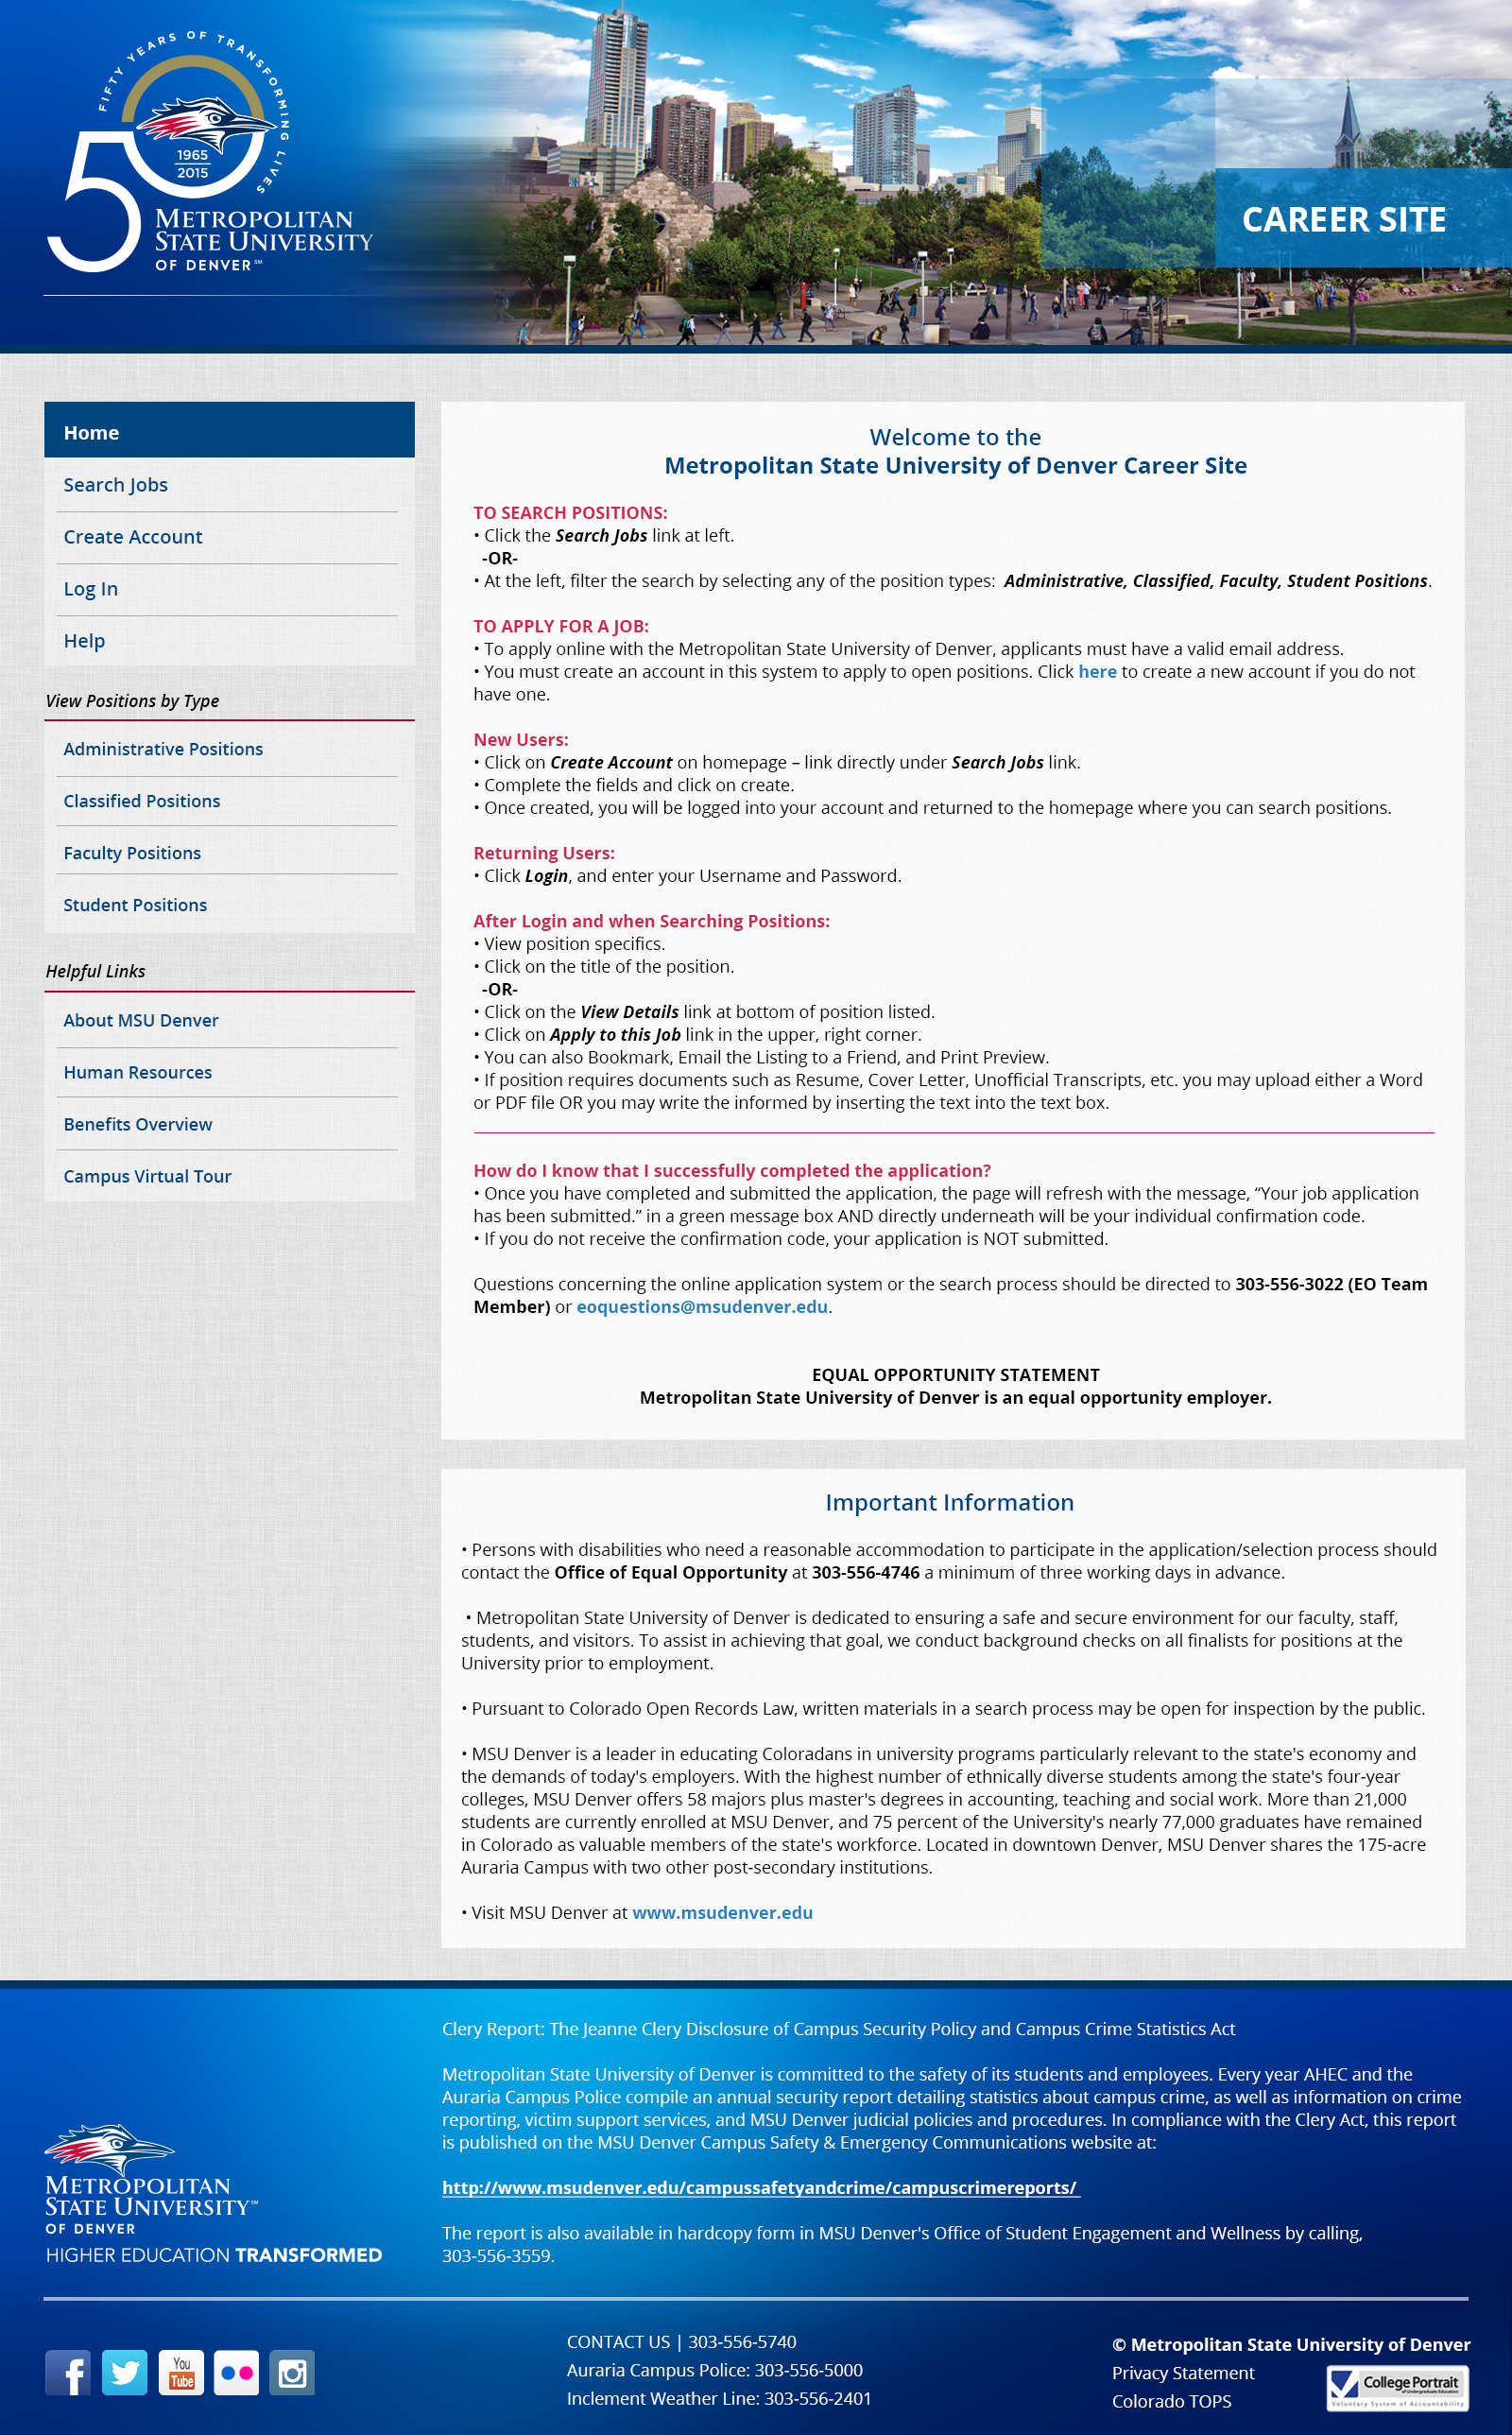 FIFTY YEARS OF TRANSFORMING LIVES
50
1965
2015
METROPOLITAN
STATE UNIVERSITY
OF DENVER℠
CAREER SITE
Home
Search Jobs
Create Account
Log In
Help
View Positions by Type
Administrative Positions
Classified Positions
Faculty Positions
Student Positions
Helpful Links
About MSU Denver
Human Resources
Benefits Overview
Campus Virtual Tour
Welcome to the
Metropolitan State University of Denver Career Site
TO SEARCH POSITIONS:
• Click the Search Jobs link at left.
-OR-
• At the left, filter the search by selecting any of the position types: Administrative, Classified, Faculty, Student Positions.
TO APPLY FOR A JOB:
• To apply online with the Metropolitan State University of Denver, applicants must have a valid email address.
• You must create an account in this system to apply to open positions. Click here to create a new account if you do not
have one.
New Users:
• Click on Create Account on homepage – link directly under Search Jobs link.
• Complete the fields and click on create.
• Once created, you will be logged into your account and returned to the homepage where you can search positions.
Returning Users:
• Click Login, and enter your Username and Password.
After Login and when Searching Positions:
• View position specifics.
• Click on the title of the position.
-OR-
• Click on the View Details link at bottom of position listed.
• Click on Apply to this Job link in the upper, right corner.
• You can also Bookmark, Email the Listing to a Friend, and Print Preview.
• If position requires documents such as Resume, Cover Letter, Unofficial Transcripts, etc. you may upload either a Word
or PDF file OR you may write the informed by inserting the text into the text box.
How do I know that I successfully completed the application?
• Once you have completed and submitted the application, the page will refresh with the message, “Your job application
has been submitted.” in a green message box AND directly underneath will be your individual confirmation code.
• If you do not receive the confirmation code, your application is NOT submitted.
Questions concerning the online application system or the search process should be directed to 303-556-3022 (EO Team
Member) or eoquestions@msudenver.edu.
EQUAL OPPORTUNITY STATEMENT
Metropolitan State University of Denver is an equal opportunity employer.
Important Information
• Persons with disabilities who need a reasonable accommodation to participate in the application/selection process should
contact the Office of Equal Opportunity at 303-556-4746 a minimum of three working days in advance.
• Metropolitan State University of Denver is dedicated to ensuring a safe and secure environment for our faculty, staff,
students, and visitors. To assist in achieving that goal, we conduct background checks on all finalists for positions at the
University prior to employment.
• Pursuant to Colorado Open Records Law, written materials in a search process may be open for inspection by the public.
• MSU Denver is a leader in educating Coloradans in university programs particularly relevant to the state's economy and
the demands of today's employers. With the highest number of ethnically diverse students among the state's four-year
colleges, MSU Denver offers 58 majors plus master's degrees in accounting, teaching and social work. More than 21,000
students are currently enrolled at MSU Denver, and 75 percent of the University's nearly 77,000 graduates have remained
in Colorado as valuable members of the state's workforce. Located in downtown Denver, MSU Denver shares the 175-acre
Auraria Campus with two other post-secondary institutions.
• Visit MSU Denver at www.msudenver.edu
Clery Report: The Jeanne Clery Disclosure of Campus Security Policy and Campus Crime Statistics Act
Metropolitan State University of Denver is committed to the safety of its students and employees. Every year AHEC and the
Auraria Campus Police compile an annual security report detailing statistics about campus crime, as well as information on crime
reporting, victim support services, and MSU Denver judicial policies and procedures. In compliance with the Clery Act, this report
is published on the MSU Denver Campus Safety & Emergency Communications website at:
http://www.msudenver.edu/campussafetyandcrime/campuscrimereports/
The report is also available in hardcopy form in MSU Denver's Office of Student Engagement and Wellness by calling,
303-556-3559.
METROPOLITAN
STATE UNIVERSITY℠
OF DENVER
HIGHER EDUCATION TRANSFORMED
You
Tube
CONTACT US | 303-556-5740
Auraria Campus Police: 303-556-5000
Inclement Weather Line: 303-556-2401
© Metropolitan State University of Denver
Privacy Statement
Colorado TOPS
College Portrait
of Undergraduate Education
Voluntary System of Accountability